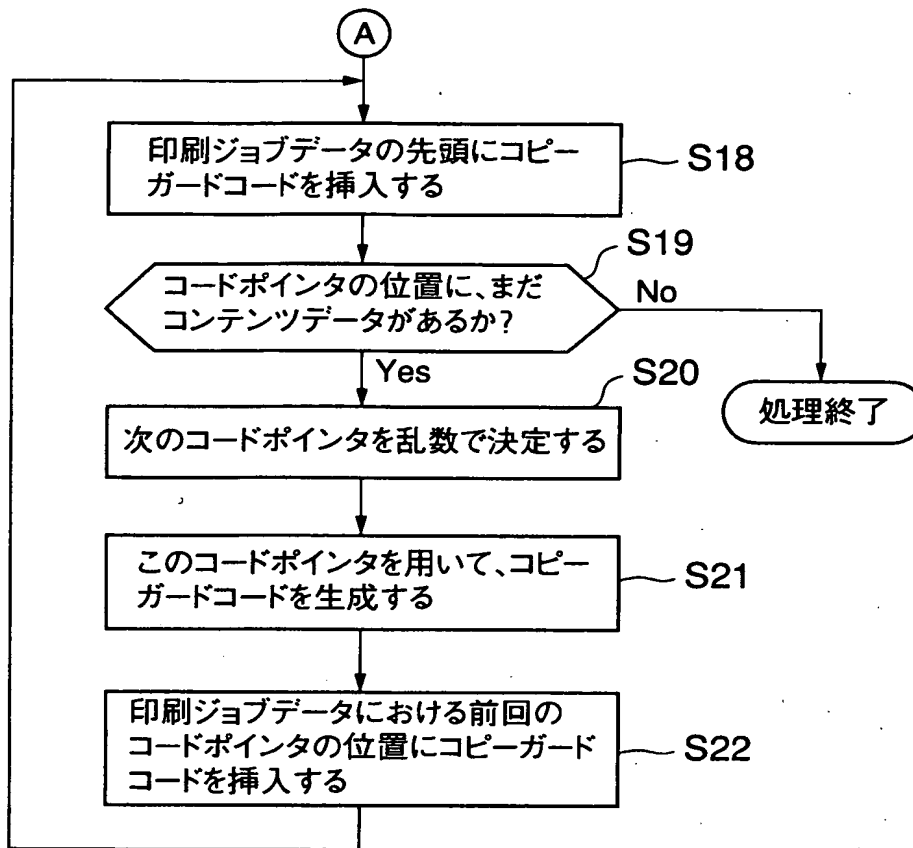 A
印刷ジョブデータの先頭にコピー
ガードコードを挿入する
S18
S19
コードポインタの位置に、まだ
コンテンツデータがあるか?
No
Yes
S20
処理終了
次のコードポインタを乱数で決定する
このコードポインタを用いて、コピー
ガードコードを生成する
S21
印刷ジョブデータにおける前回の
コードポインタの位置にコピーガード
コードを挿入する
S22